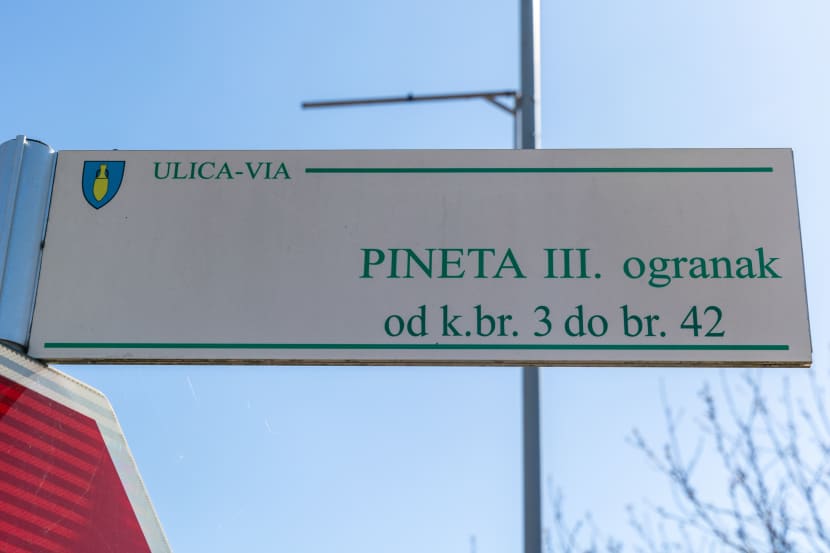 ULICA-VIA
PINETA III. ogranak
od k.br. 3 do br. 42